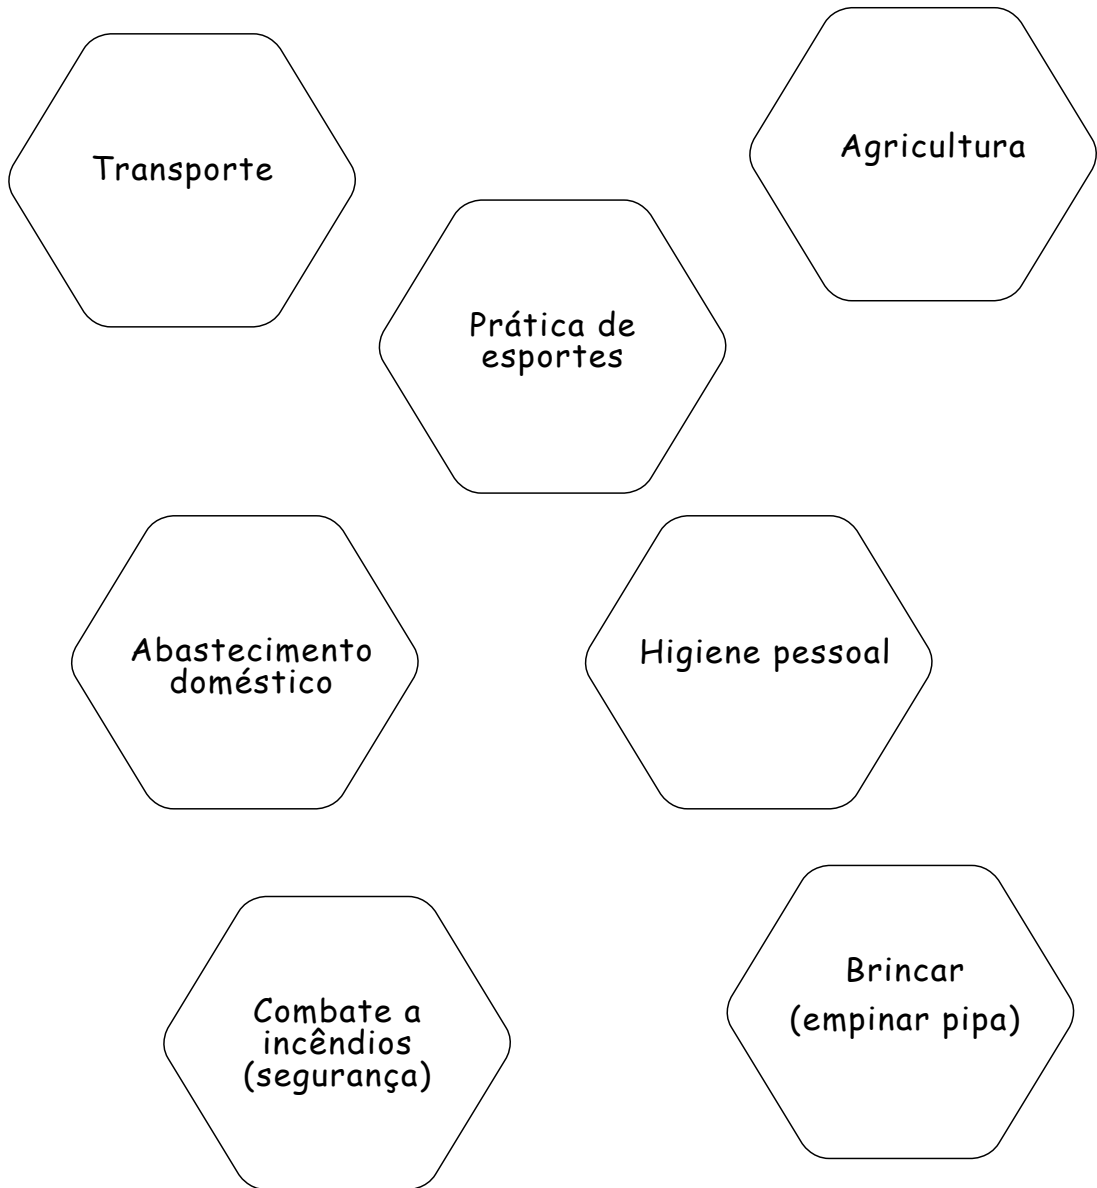 Transporte
Agricultura
Prática de
esportes
Abastecimento
doméstico
Higiene pessoal
Combate a
incêndios
(segurança)
Brincar
(empinar pipa)